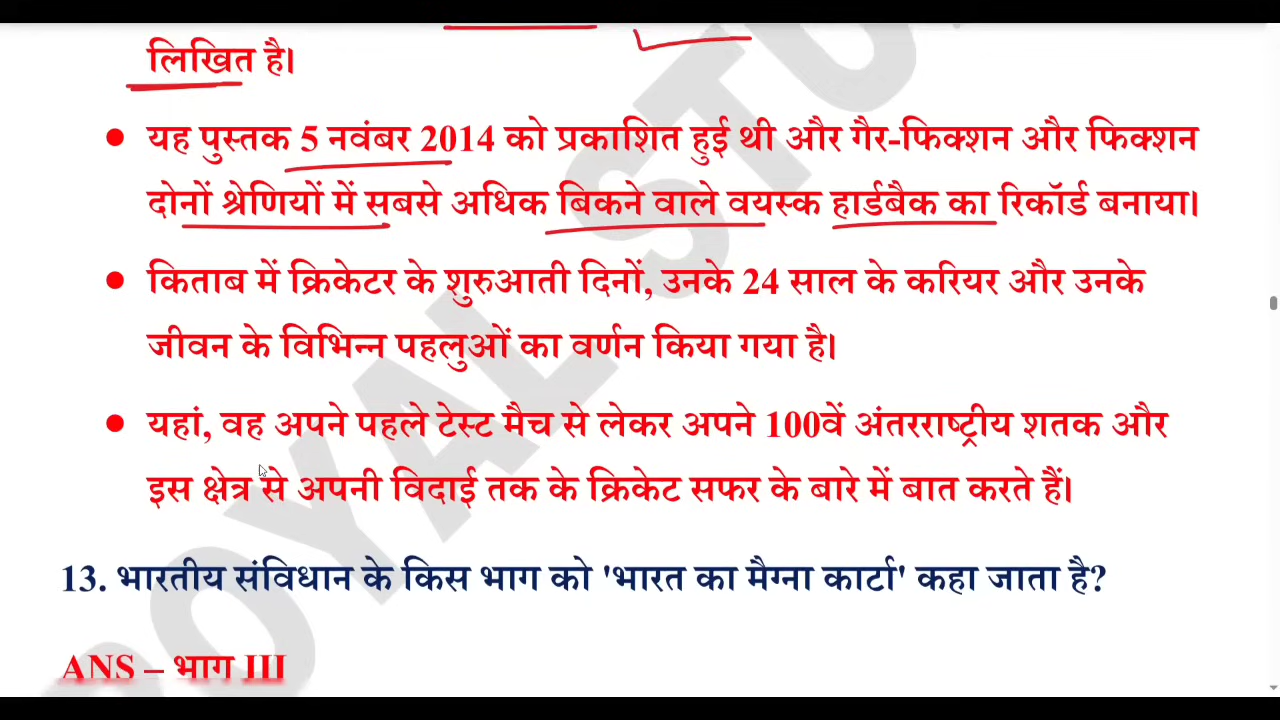 लिखित है।
यह पुस्तक 5 नवंबर 2014 को प्रकाशित हुई थी और गैर-फिक्शन और फिक्शन
दोनों श्रेणियों में सबसे अधिक बिकने वाले वयस्क हार्डबैक का रिकॉर्ड बनाया।
किताब में क्रिकेटर के शुरुआती दिनों, उनके 24 साल के करियर और उनके
जीवन के विभिन्न पहलुओं का वर्णन किया गया है।
यहां, वह अपने पहले टेस्ट मैच से लेकर अपने 100वें अंतरराष्ट्रीय शतक और
इस क्षेत्र से अपनी विदाई तक के क्रिकेट सफर के बारे में बात करते हैं।
13. भारतीय संविधान के किस भाग को 'भारत का मैग्ना कार्टा' कहा जाता है?
ANS – भाग III
ROYAL STU